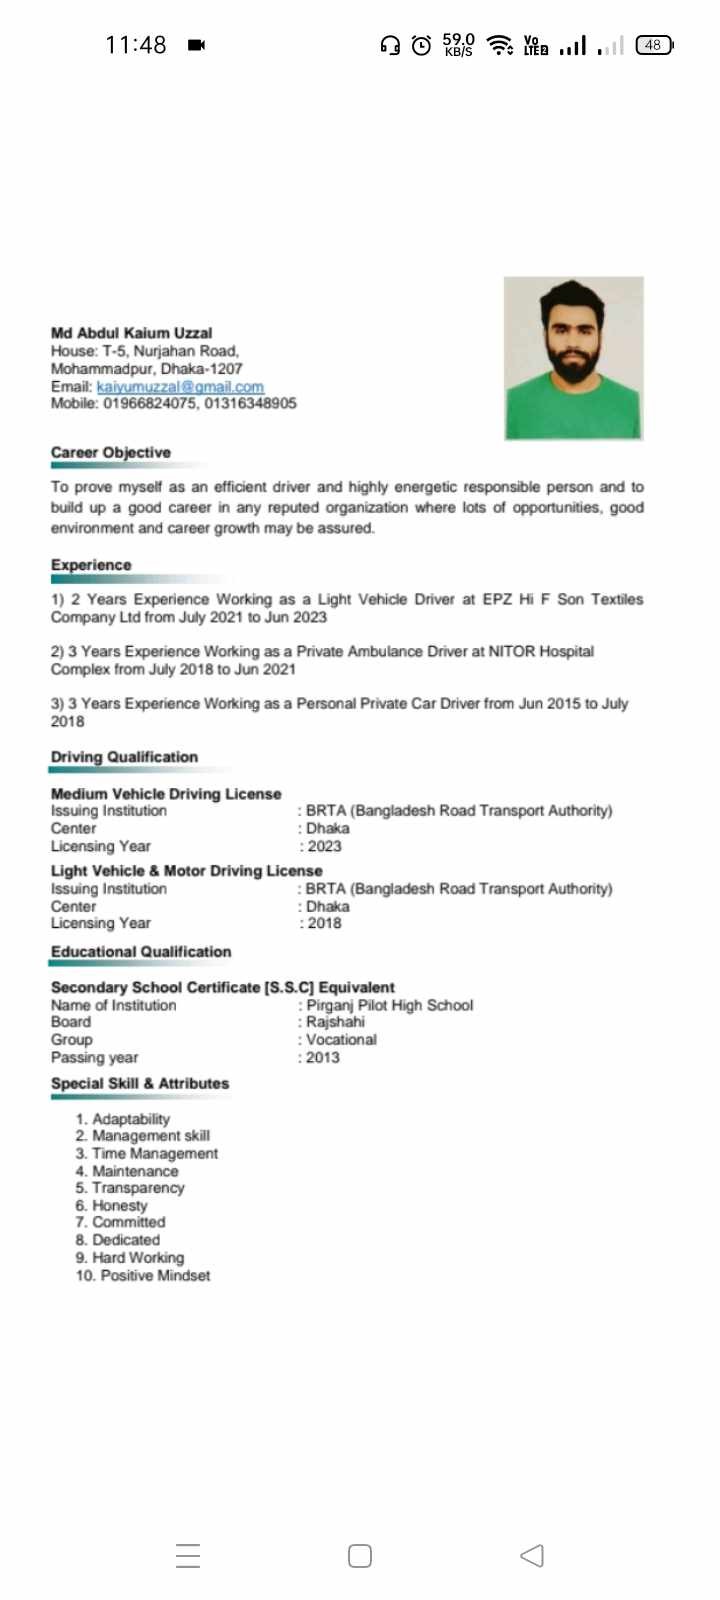 11:48
59.0 KB/S
Vo LTE2
48
Md Abdul Kaium Uzzal
House: T-5, Nurjahan Road,
Mohammadpur, Dhaka-1207
Email: kaiyumuzzal@gmail.com
Mobile: 01966824075, 01316348905
Career Objective
To prove myself as an efficient driver and highly energetic responsible person and to
build up a good career in any reputed organization where lots of opportunities, good
environment and career growth may be assured.
Experience
1) 2 Years Experience Working as a Light Vehicle Driver at EPZ Hi F Son Textiles
Company Ltd from July 2021 to Jun 2023
2) 3 Years Experience Working as a Private Ambulance Driver at NITOR Hospital
Complex from July 2018 to Jun 2021
3) 3 Years Experience Working as a Personal Private Car Driver from Jun 2015 to July
2018
Driving Qualification
Medium Vehicle Driving License
Issuing Institution : BRTA (Bangladesh Road Transport Authority)
Center : Dhaka
Licensing Year : 2023
Light Vehicle & Motor Driving License
Issuing Institution : BRTA (Bangladesh Road Transport Authority)
Center : Dhaka
Licensing Year : 2018
Educational Qualification
Secondary School Certificate [S.S.C] Equivalent
Name of Institution : Pirganj Pilot High School
Board : Rajshahi
Group : Vocational
Passing year : 2013
Special Skill & Attributes
1. Adaptability
2. Management skill
3. Time Management
4. Maintenance
5. Transparency
6. Honesty
7. Committed
8. Dedicated
9. Hard Working
10. Positive Mindset